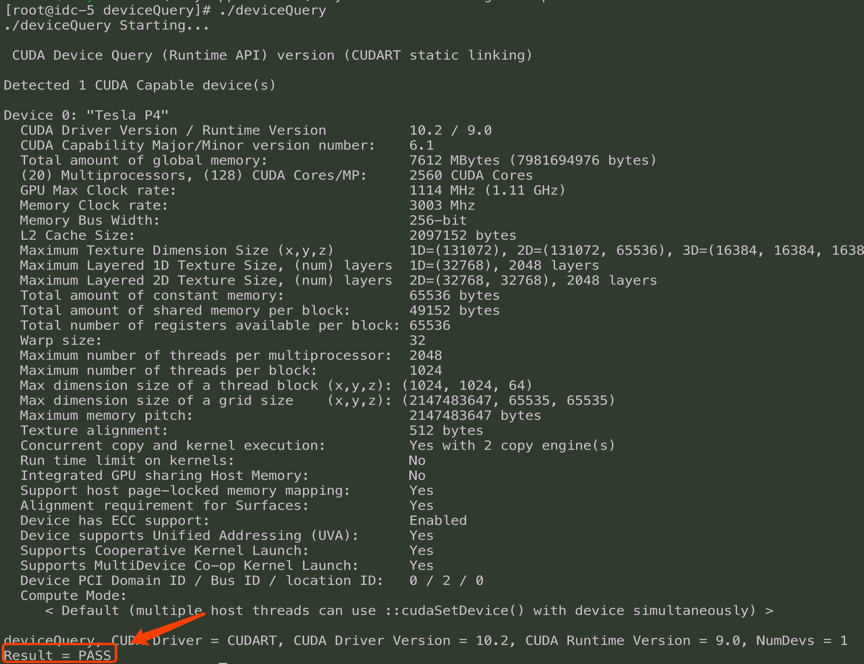 [root@idc-5 deviceQuery]# ./deviceQuery
./deviceQuery Starting...
CUDA Device Query (Runtime API) version (CUDART static linking)
Detected 1 CUDA Capable device(s)
Device 0: "Tesla P4"
CUDA Driver Version / Runtime Version 10.2 / 9.0
CUDA Capability Major/Minor version number: 6.1
Total amount of global memory: 7612 MBytes (7981694976 bytes)
(20) Multiprocessors, (128) CUDA Cores/MP: 2560 CUDA Cores
GPU Max Clock rate: 1114 MHz (1.11 GHz)
Memory Clock rate: 3003 Mhz
Memory Bus Width: 256-bit
L2 Cache Size: 2097152 bytes
Maximum Texture Dimension Size (x,y,z) 1D=(131072), 2D=(131072, 65536), 3D=(16384, 16384, 1638
Maximum Layered 1D Texture Size, (num) layers 1D=(32768), 2048 layers
Maximum Layered 2D Texture Size, (num) layers 2D=(32768, 32768), 2048 layers
Total amount of constant memory: 65536 bytes
Total amount of shared memory per block: 49152 bytes
Total number of registers available per block: 65536
Warp size: 32
Maximum number of threads per multiprocessor: 2048
Maximum number of threads per block: 1024
Max dimension size of a thread block (x,y,z): (1024, 1024, 64)
Max dimension size of a grid size (x,y,z): (2147483647, 65535, 65535)
Maximum memory pitch: 2147483647 bytes
Texture alignment: 512 bytes
Concurrent copy and kernel execution: Yes with 2 copy engine(s)
Run time limit on kernels: No
Integrated GPU sharing Host Memory: No
Support host page-locked memory mapping: Yes
Alignment requirement for Surfaces: Yes
Device has ECC support: Enabled
Device supports Unified Addressing (UVA): Yes
Supports Cooperative Kernel Launch: Yes
Supports MultiDevice Co-op Kernel Launch: Yes
Device PCI Domain ID / Bus ID / location ID: 0 / 2 / 0
Compute Mode:
< Default (multiple host threads can use ::cudaSetDevice() with device simultaneously) >
deviceQuery, CUDA Driver = CUDART, CUDA Driver Version = 10.2, CUDA Runtime Version = 9.0, NumDevs = 1
Result = PASS